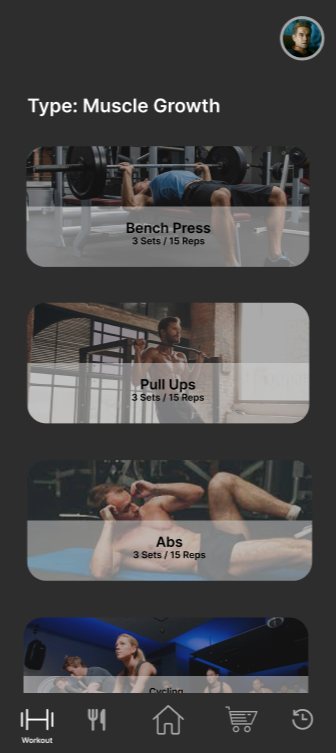 Type: Muscle Growth
Bench Press
3 Sets / 15 Reps
Pull Ups
3 Sets / 15 Reps
Abs
3 Sets / 15 Reps
Cycling
Workout